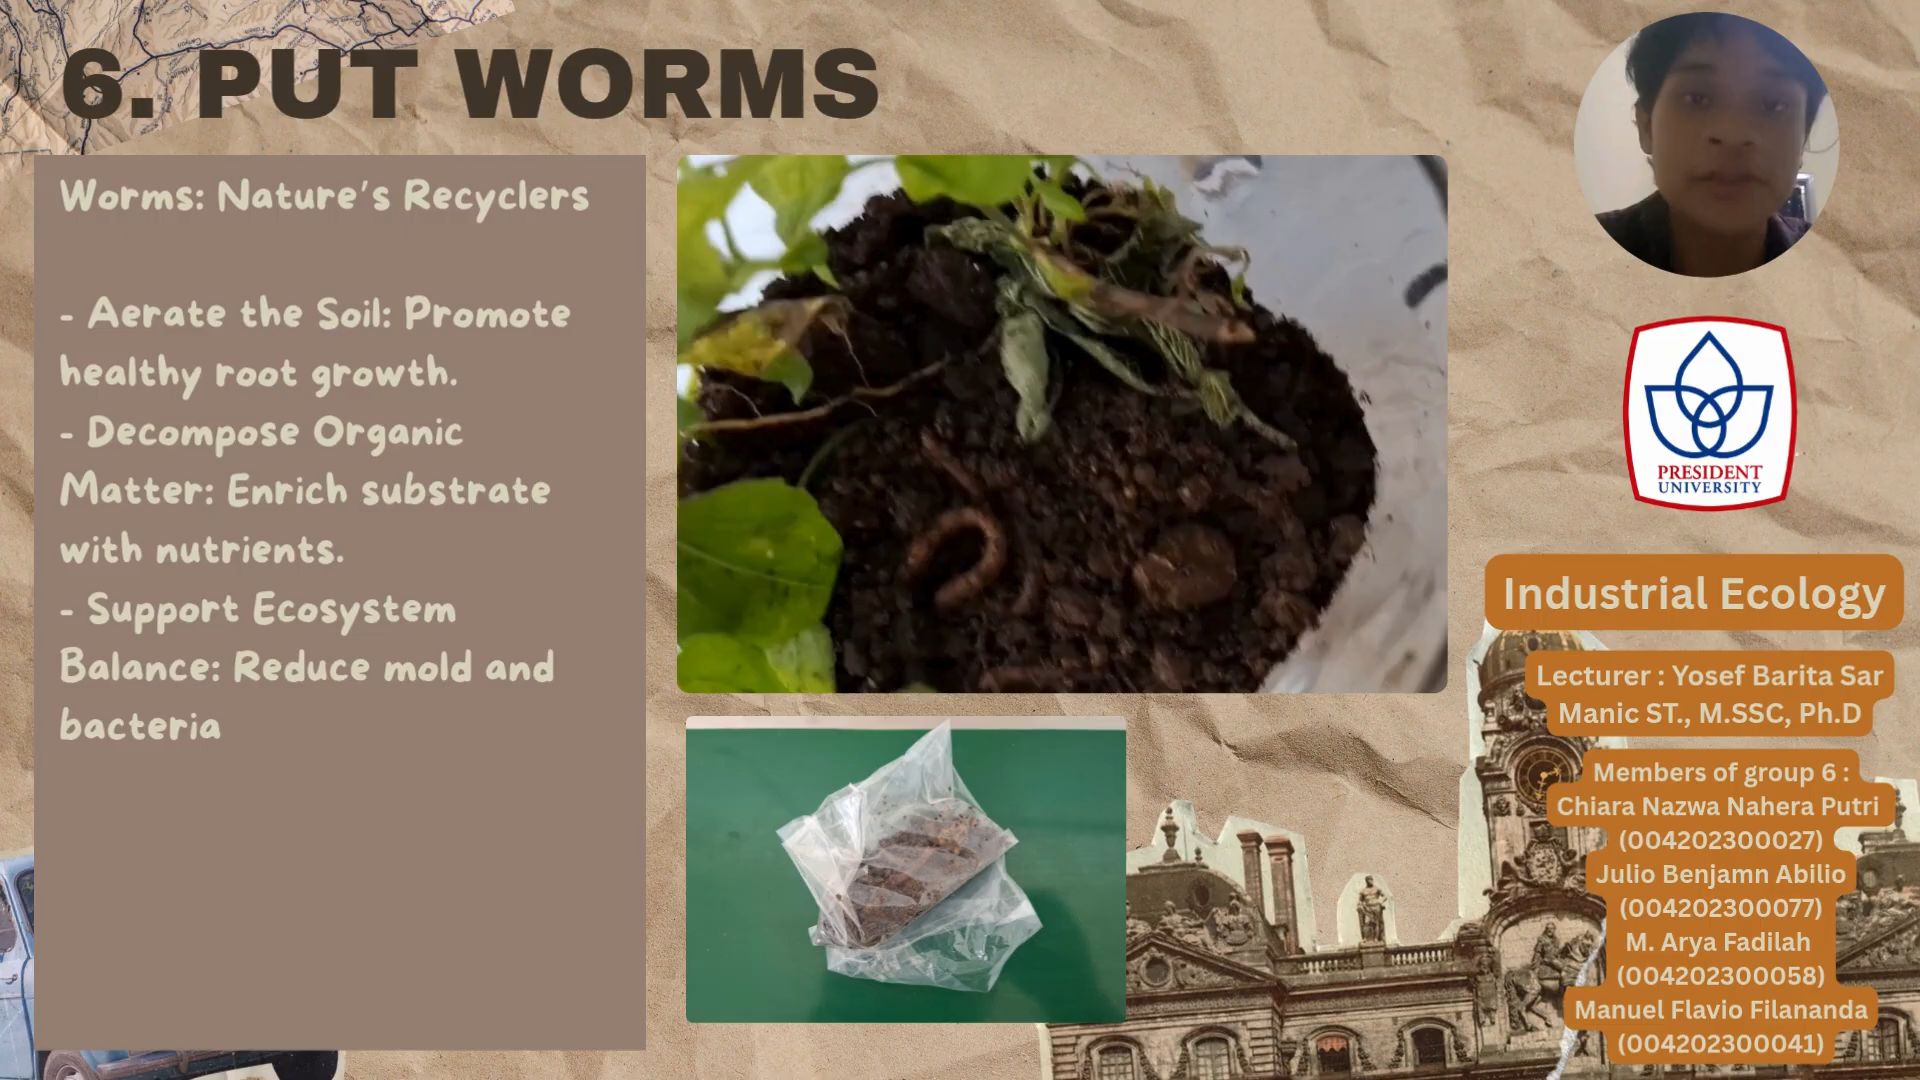 6. PUT WORMS
Worms: Nature's Recyclers
- Aerate the Soil: Promote
healthy root growth.
- Decompose Organic
Matter: Enrich substrate
with nutrients.
- Support Ecosystem
Balance: Reduce mold and
bacteria
PRESIDENT
UNIVERSITY
Industrial Ecology
Lecturer : Yosef Barita Sar
Manic ST., M.SSC, Ph.D
Members of group 6 :
Chiara Nazwa Nahera Putri
(004202300027)
Julio Benjamn Abilio
(004202300077)
M. Arya Fadilah
(004202300058)
Manuel Flavio Filananda
(004202300041)